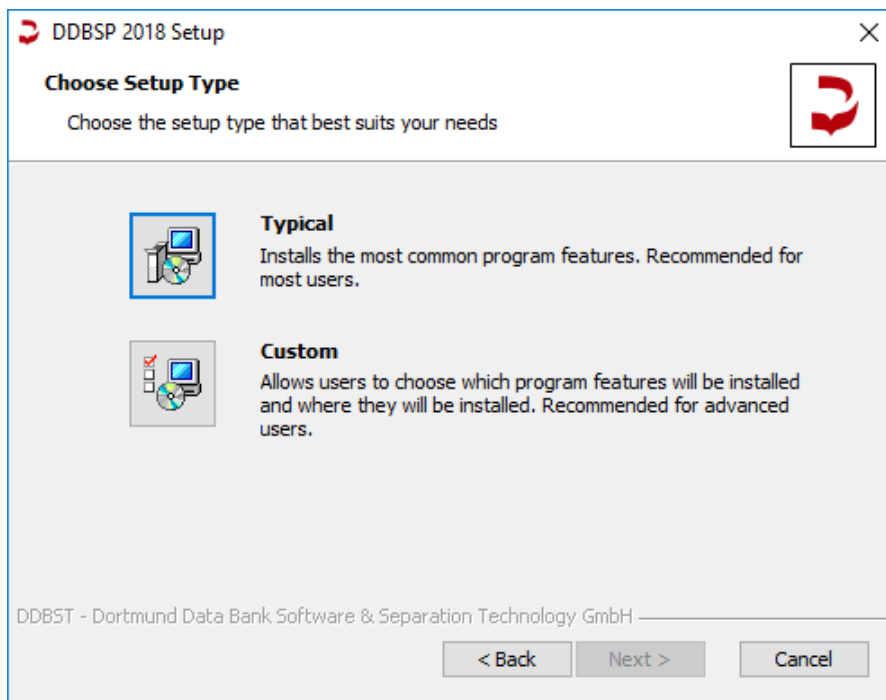 DDBSP 2018 Setup
Choose Setup Type
Choose the setup type that best suits your needs
Typical
Installs the most common program features. Recommended for
most users.
Custom
Allows users to choose which program features will be installed
and where they will be installed. Recommended for advanced
users.
DDBST - Dortmund Data Bank Software & Separation Technology GmbH
< Back Next > Cancel